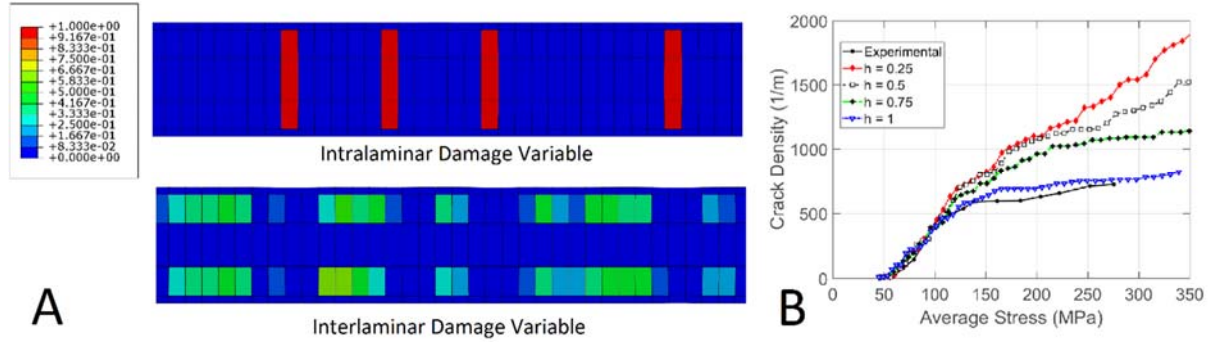 +1.000e+00
+9.167e-01
+8.333e-01
+7.500e-01
+6.667e-01
+5.833e-01
+5.000e-01
+4.167e-01
+3.333e-01
+2.500e-01
+1.667e-01
+8.333e-02
+0.000e+00
Intralaminar Damage Variable
Interlaminar Damage Variable
A
2000
1500
1000
500
0
Crack Density (1/m)
Experimental
h = 0.25
h = 0.5
h = 0.75
h = 1
0 50 100 150 200 250 300 350
Average Stress (MPa)
B